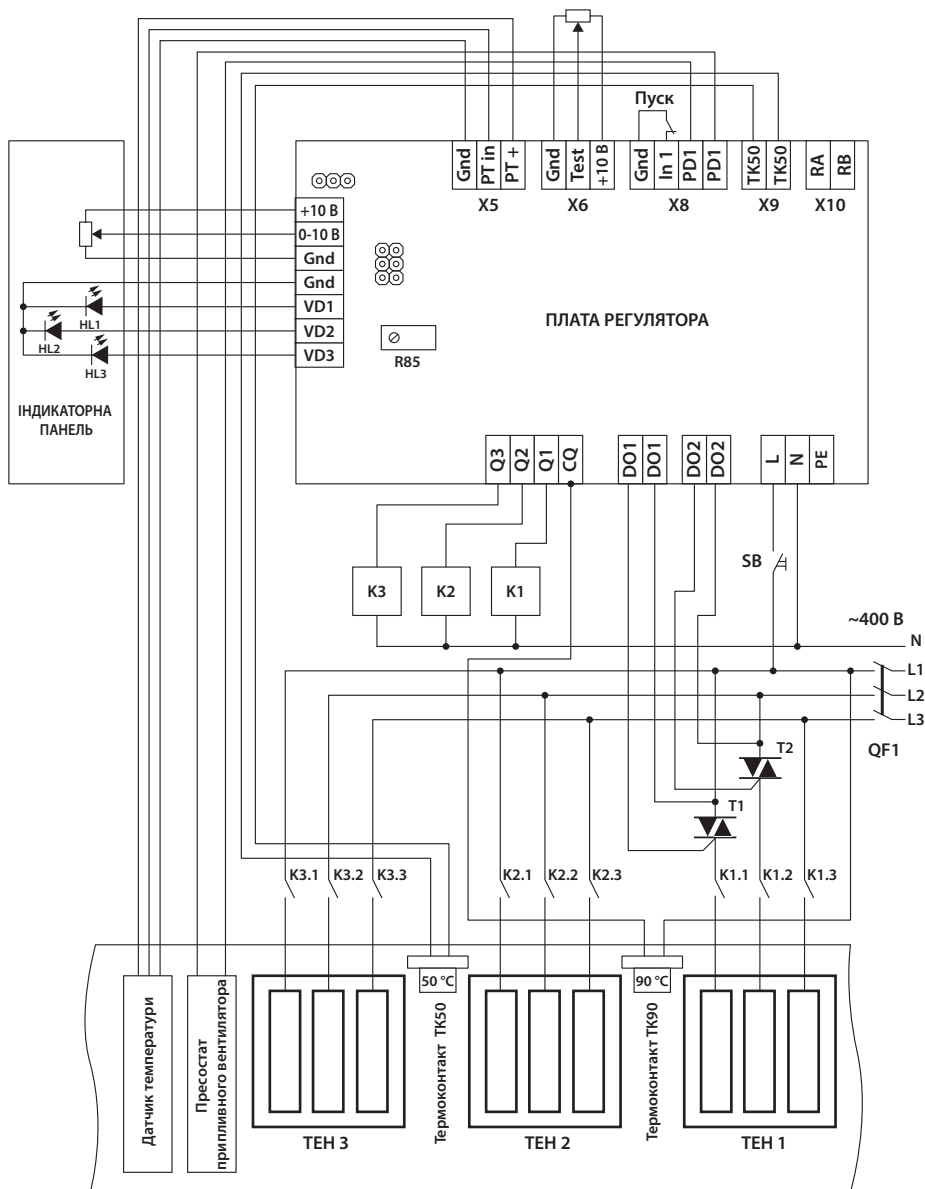 Пуск
Gnd
PT in
PT +
Gnd
Test
+10 В
Gnd
In 1
PD1
PD1
TK50
TK50
RA
RB
X5
X6
X8
X9
X10
+10 В
0-10 В
Gnd
Gnd
VD1
VD2
VD3
HL1
HL2
HL3
R85
ПЛАТА РЕГУЛЯТОРА
ІНДИКАТОРНА
ПАНЕЛЬ
Q3
Q2
Q1
CQ
DO1
DO1
DO2
DO2
L
N
PE
SB
K3
K2
K1
~400 В
N
L1
L2
L3
QF1
T2
T1
K3.1
K3.2
K3.3
K2.1
K2.2
K2.3
K1.1
K1.2
K1.3
50 °C
90 °C
Датчик температури
Пресостат
припливного вентилятора
Термоконтакт ТК50
Термоконтакт ТК90
ТЕН 3
ТЕН 2
ТЕН 1